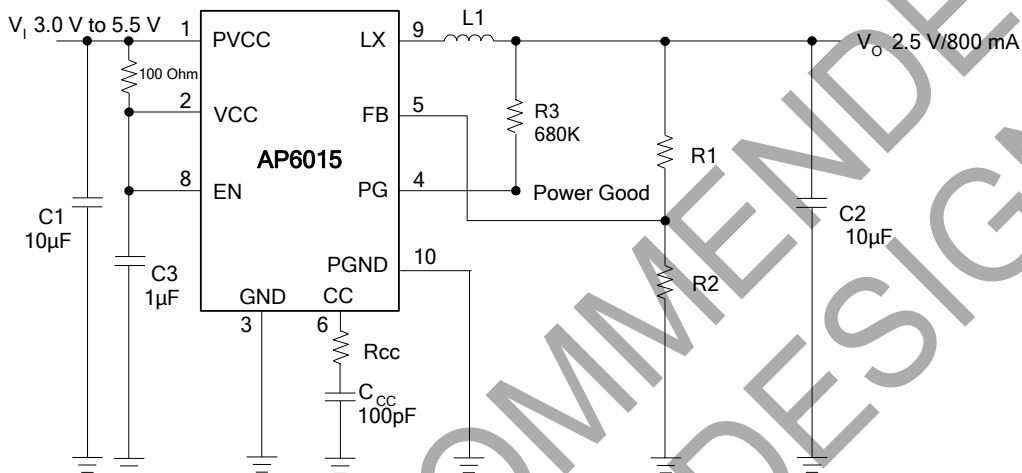 V_I 3.0 V to 5.5 V
1
PVCC
LX
9
L1
V_O 2.5 V/800 mA
100 Ohm
2
VCC
FB
5
R3
680K
R1
AP6015
8
EN
PG
4
Power Good
C1
10µF
C2
10µF
C3
1µF
PGND
10
R2
GND
CC
3
6
Rcc
C_CC
100pF